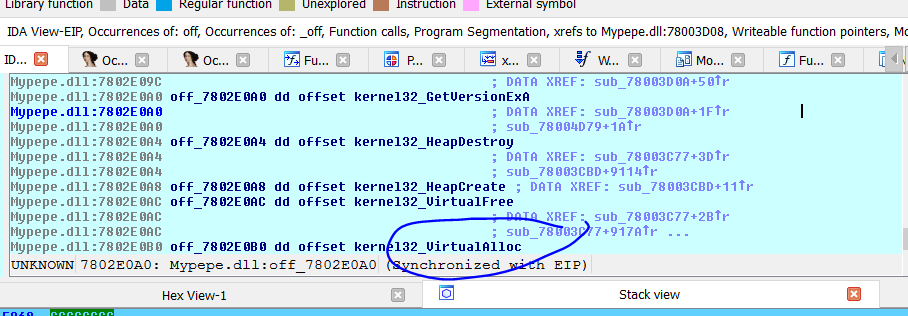 Library function Data Regular function Unexplored Instruction External symbol
IDA View-EIP, Occurrences of: off, Occurrences of: _off, Function calls, Program Segmentation, xrefs to Mypepe.dll:78003D08, Writeable function pointers, Mo
ID... Oc... Oc... Fu... P... x... W... Mo... Fu...
Mypepe.dll:7802E09C ; DATA XREF: sub_78003D0A+50↑r
Mypepe.dll:7802E0A0 off_7802E0A0 dd offset kernel32_GetVersionExA
Mypepe.dll:7802E0A0 ; DATA XREF: sub_78003D0A+1F↑r
Mypepe.dll:7802E0A0 ; sub_78004D79+1A↑r
Mypepe.dll:7802E0A4 off_7802E0A4 dd offset kernel32_HeapDestroy
Mypepe.dll:7802E0A4 ; DATA XREF: sub_78003C77+3D↑r
Mypepe.dll:7802E0A4 ; sub_78003CBD+9114↑r
Mypepe.dll:7802E0A8 off_7802E0A8 dd offset kernel32_HeapCreate ; DATA XREF: sub_78003CBD+11↑r
Mypepe.dll:7802E0AC off_7802E0AC dd offset kernel32_VirtualFree
Mypepe.dll:7802E0AC ; DATA XREF: sub_78003C77+2B↑r
Mypepe.dll:7802E0AC ; sub_78003C77+917A↑r ...
Mypepe.dll:7802E0B0 off_7802E0B0 dd offset kernel32_VirtualAlloc
UNKNOWN 7802E0A0: Mypepe.dll:off_7802E0A0 (Synchronized with EIP)
Hex View-1 Stack view